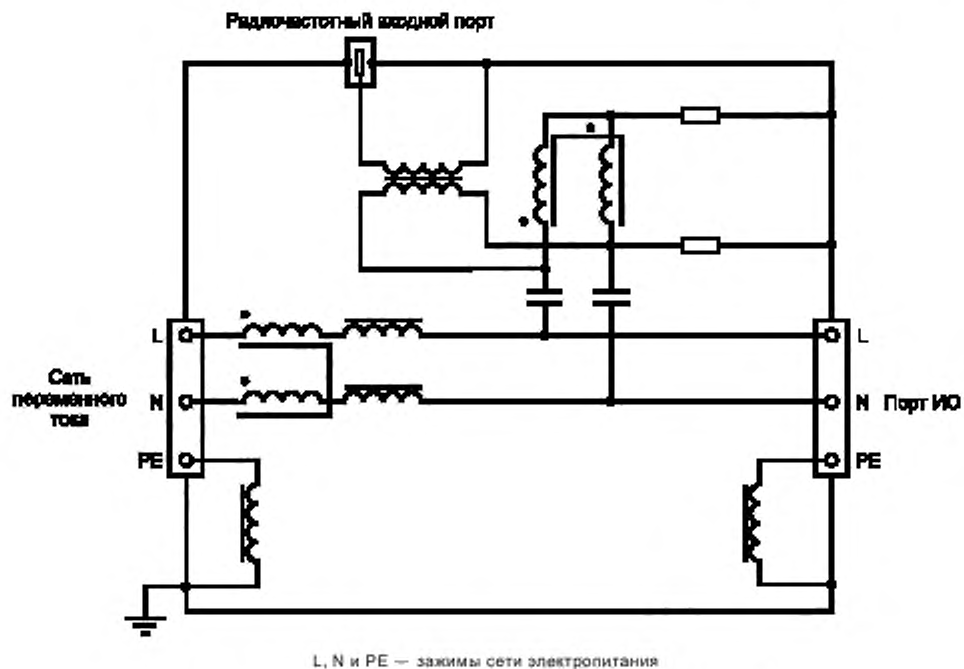 Радиочастотный входной порт
L
L
Сеть
переменного
тока
N
N
Порт ИО
PE
PE
L, N и PE — зажимы сети электропитания